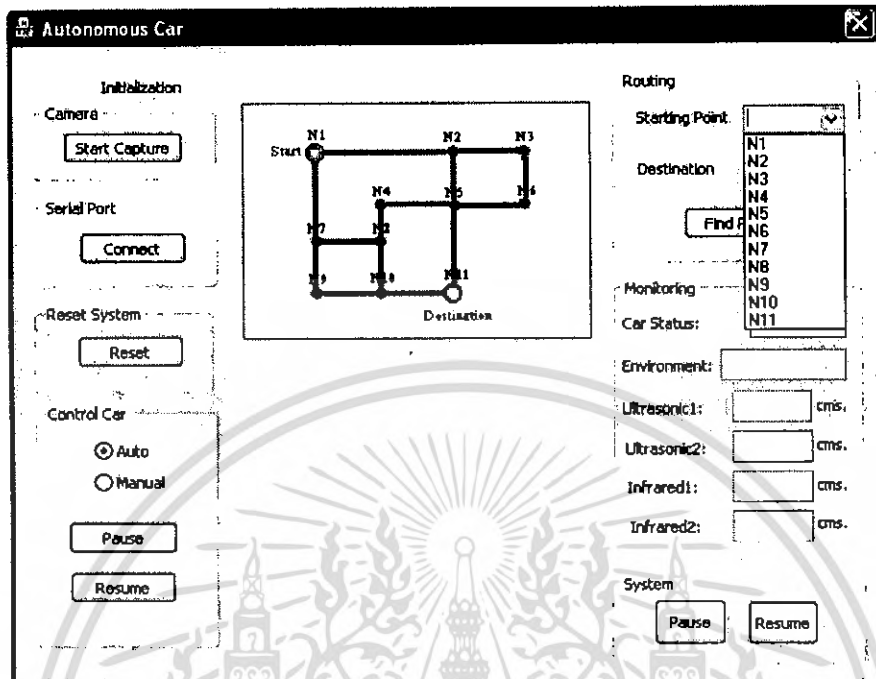 Autonomous Car
Initialization
Camera
Start Capture
Serial Port
Connect
Reset System
Reset
Control Car
Auto
Manual
Pause
Resume
N1
N2
N3
Start
N4
N5
N6
N7
N2
N9
N10
N11
Destination
Routing
Starting Point
N1
N2
N3
N4
N5
N6
N7
N8
N9
N10
N11
Destination
Find
Monitoring
Car Status:
Environment:
Ultrasonic1:
cms.
Ultrasonic2:
cms.
Infrared1:
cms.
Infrared2:
cms.
System
Pause
Resume